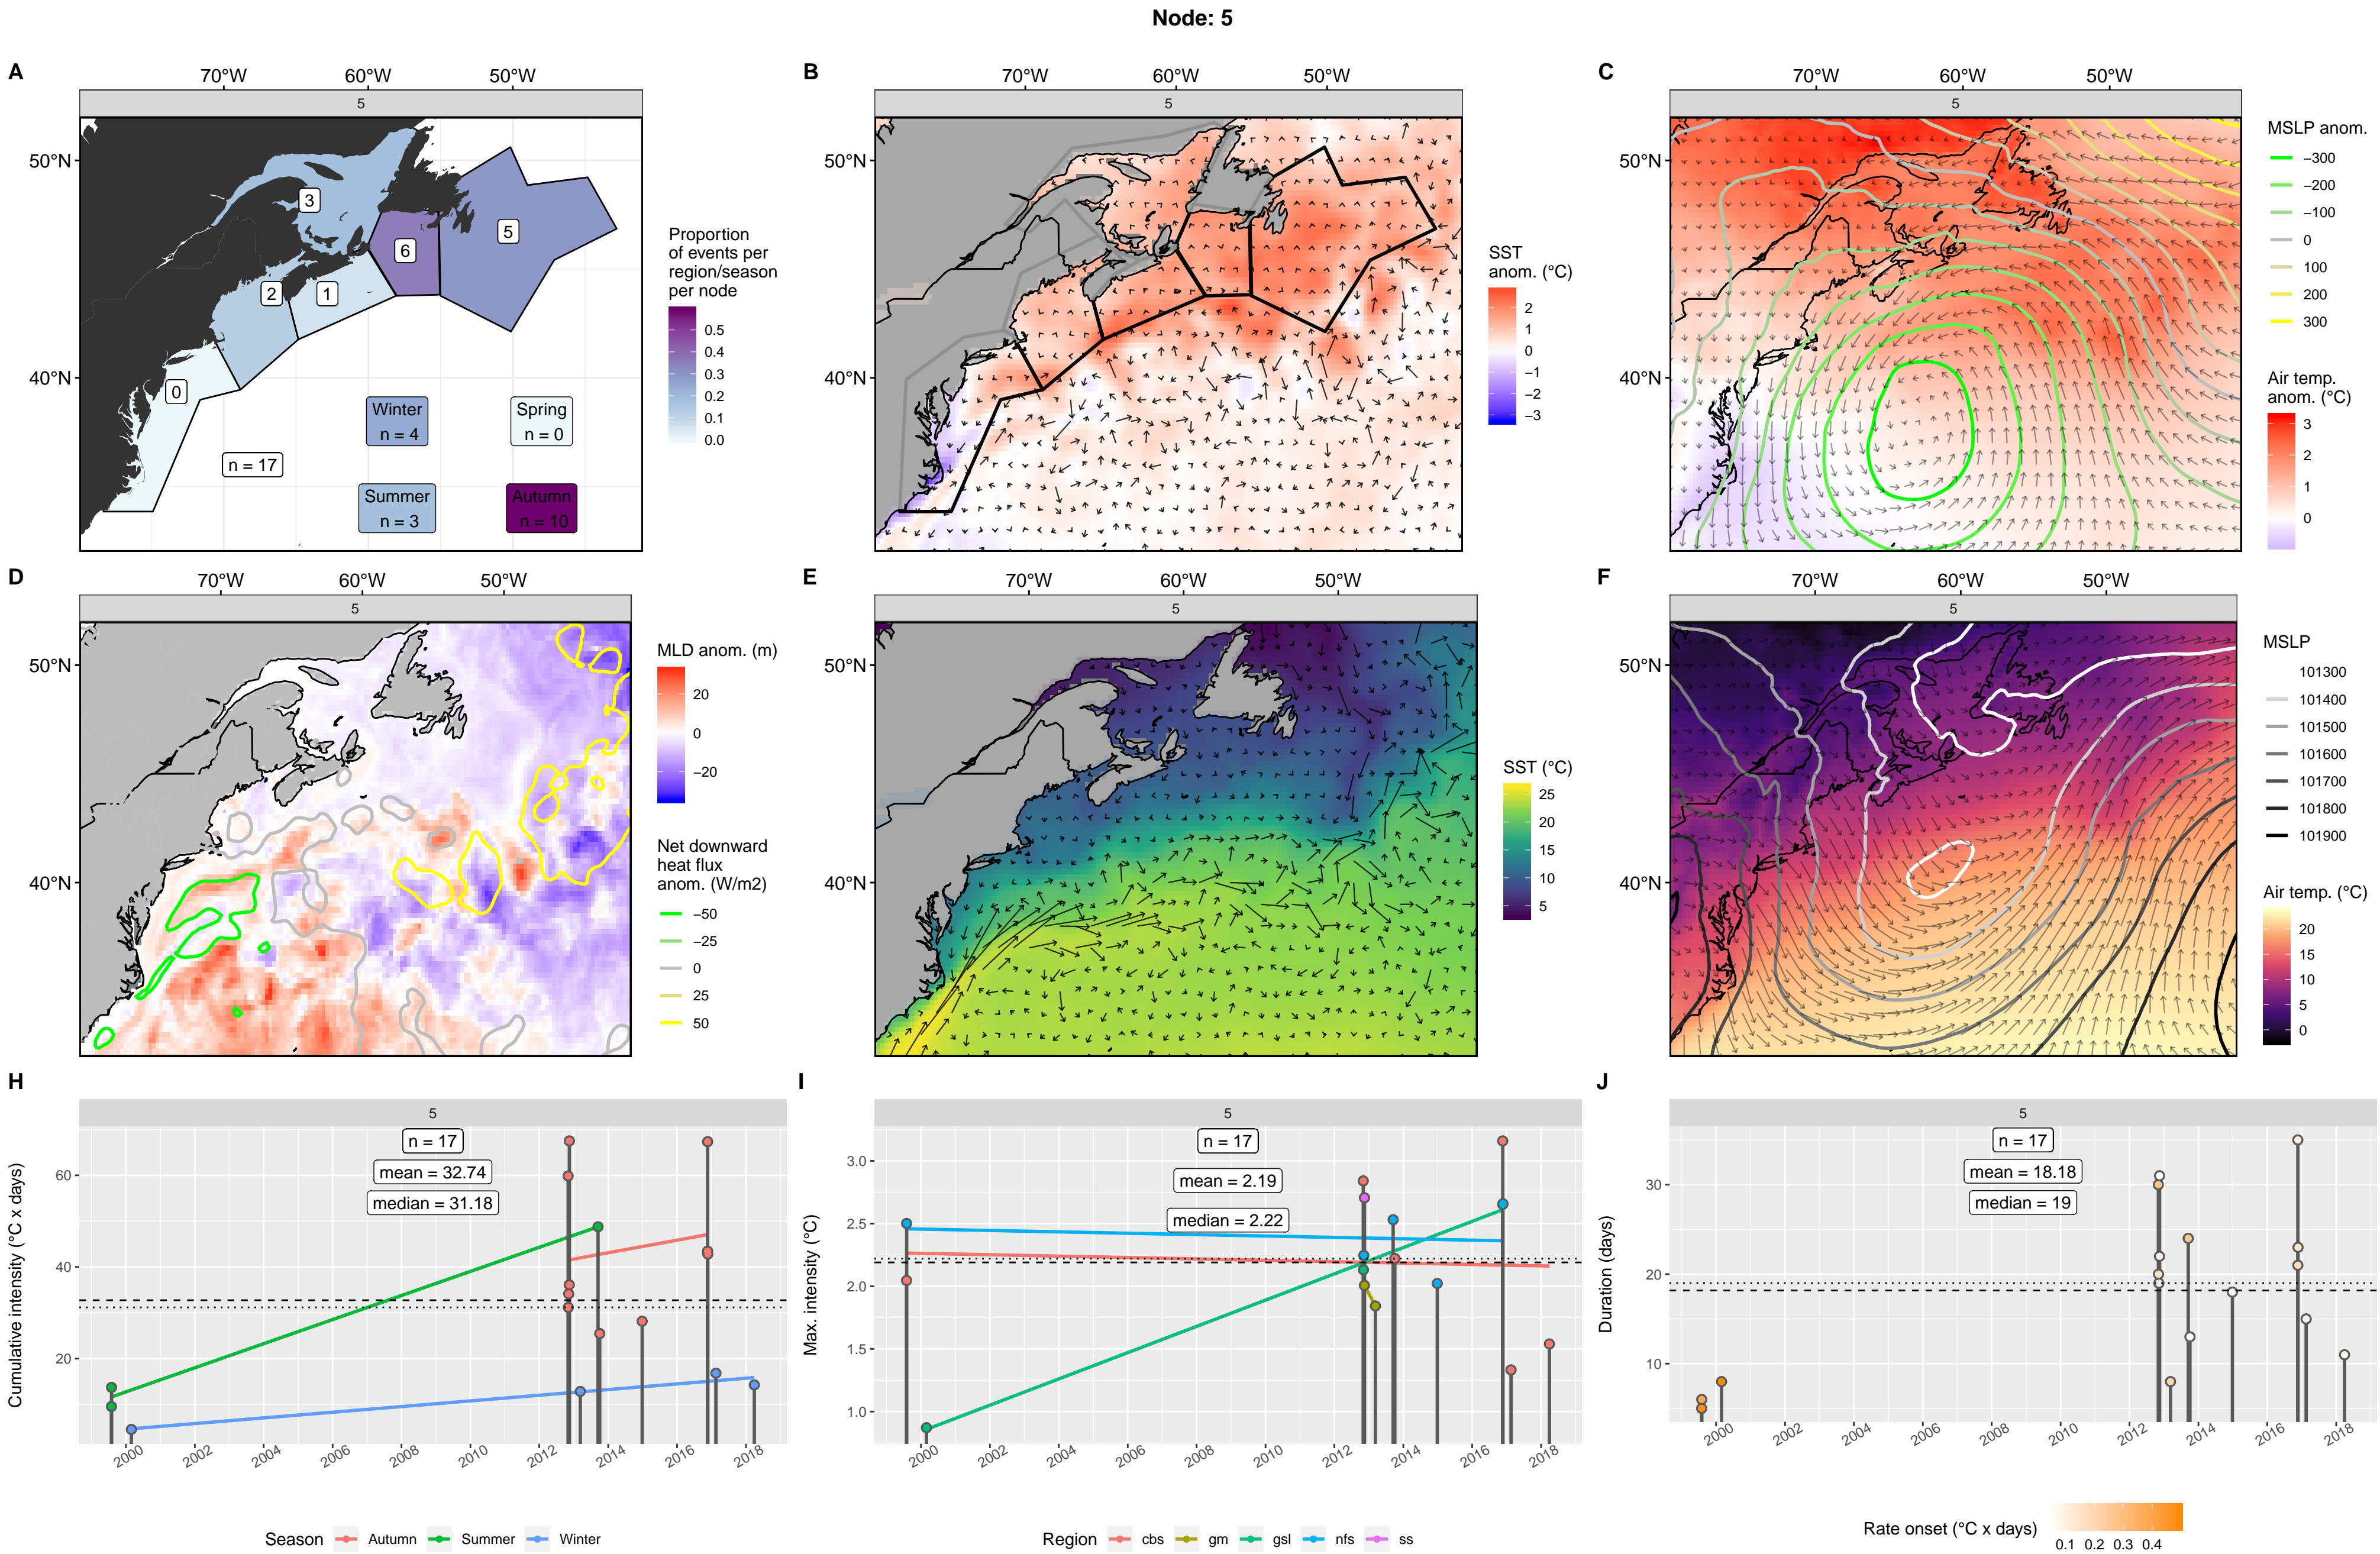 Node: 5
A
70°W 60°W 50°W
5
50°N
40°N
3
6
5
2
1
0
n = 17
Winter
n = 4
Spring
n = 0
Summer
n = 3
Autumn
n = 10
Proportion
of events per
region/season
per node
0.5
0.4
0.3
0.2
0.1
0.0
B
70°W 60°W 50°W
5
50°N
40°N
SST
anom. (°C)
2
1
0
−1
−2
−3
C
70°W 60°W 50°W
5
50°N
40°N
MSLP anom.
−300
−200
−100
0
100
200
300
Air temp.
anom. (°C)
3
2
1
0
D
70°W 60°W 50°W
5
50°N
40°N
MLD anom. (m)
20
0
−20
Net downward
heat flux
anom. (W/m2)
−50
−25
0
25
50
E
70°W 60°W 50°W
5
50°N
40°N
SST (°C)
25
20
15
10
5
F
70°W 60°W 50°W
5
50°N
40°N
MSLP
101300
101400
101500
101600
101700
101800
101900
Air temp. (°C)
20
15
10
5
0
H
5
n = 17
mean = 32.74
median = 31.18
Cumulative intensity (°C x days)
60
40
20
2000 2002 2004 2006 2008 2010 2012 2014 2016 2018
Season Autumn Summer Winter
I
5
n = 17
mean = 2.19
median = 2.22
Max. intensity (°C)
3.0
2.5
2.0
1.5
1.0
2000 2002 2004 2006 2008 2010 2012 2014 2016 2018
Region cbs gm gsl nfs ss
J
5
n = 17
mean = 18.18
median = 19
Duration (days)
30
20
10
2000 2002 2004 2006 2008 2010 2012 2014 2016 2018
Rate onset (°C x days)
0.1 0.2 0.3 0.4